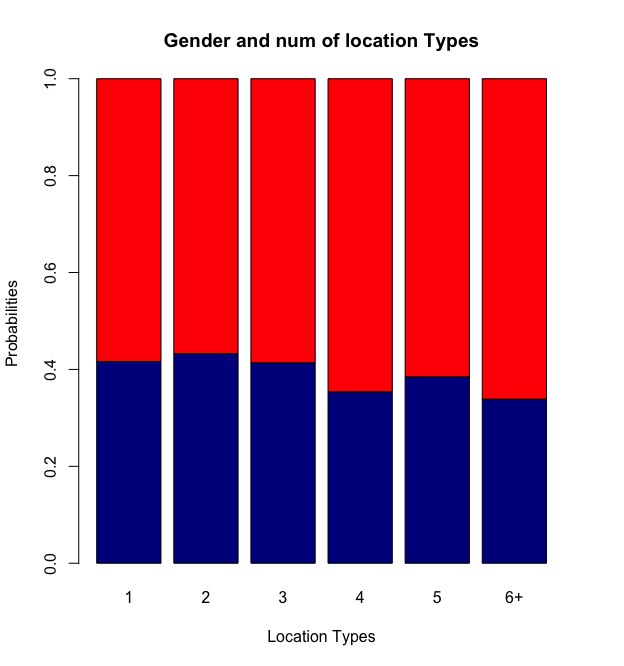 Gender and num of location Types
1.0
0.8
0.6
0.4
0.2
0.0
Probabilities
1 2 3 4 5 6+
Location Types